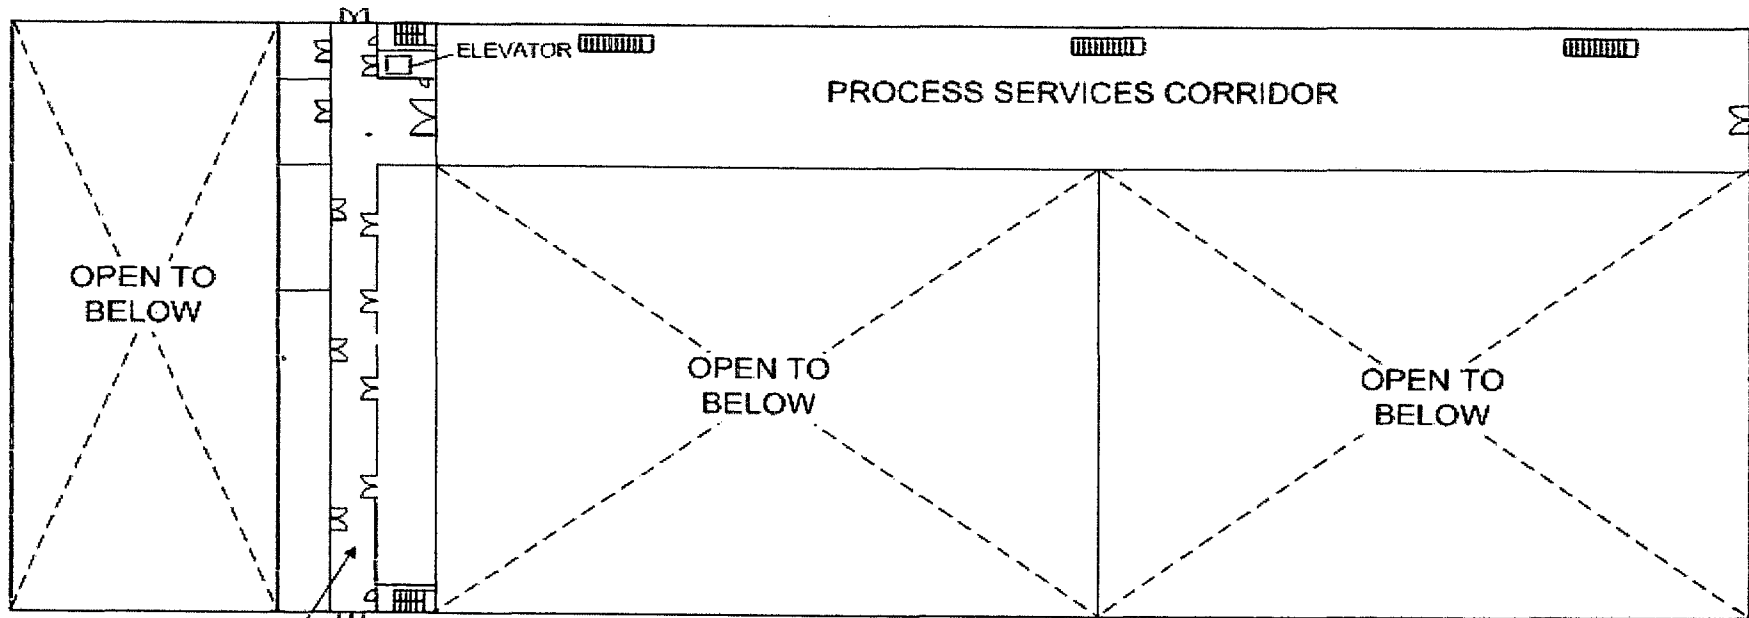 ELEVATOR
PROCESS SERVICES CORRIDOR
OPEN TO
BELOW
OPEN TO
BELOW
OPEN TO
BELOW